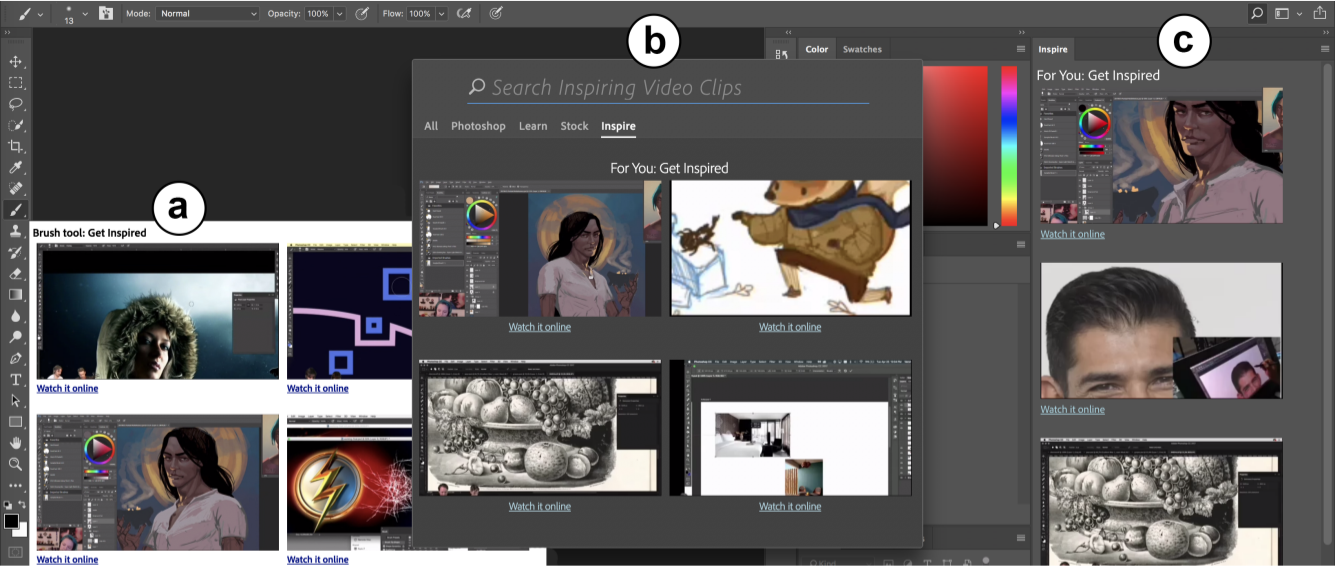 13
Mode: Normal
Opacity: 100%
Flow: 100%
a
Brush tool: Get Inspired
Watch it online
Watch it online
Watch it online
Watch it online
b
Search Inspiring Video Clips
All Photoshop Learn Stock Inspire
For You: Get Inspired
Watch it online
Watch it online
Watch it online
Watch it online
Color Swatches
Kind
c
Inspire
For You: Get Inspired
Watch it online
Watch it online